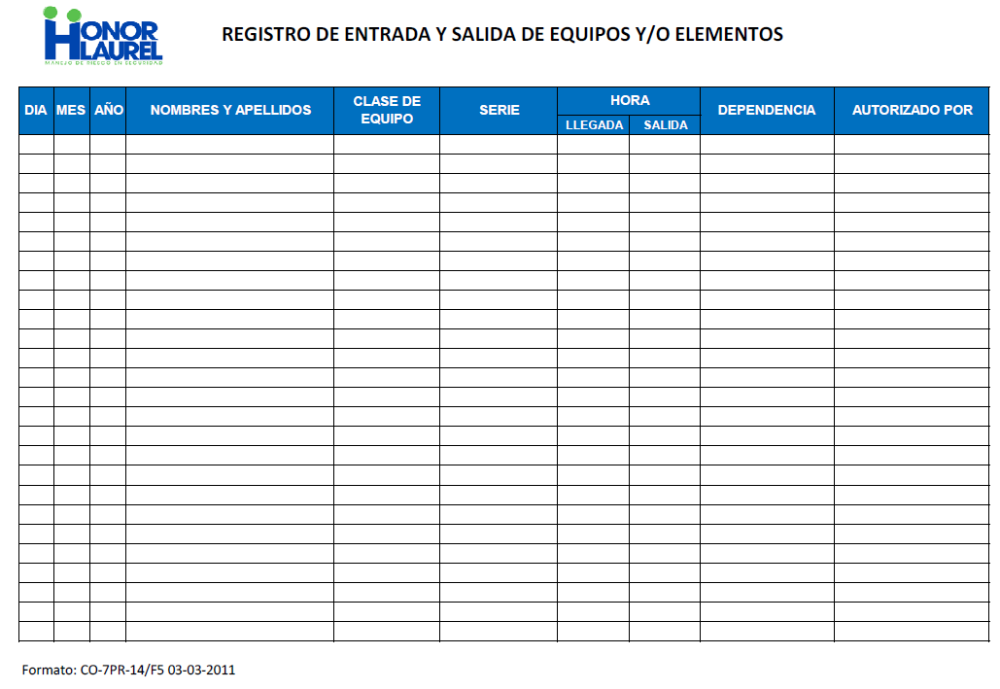 HONOR
LAUREL
MANEJO DE RIESGO EN SEGURIDAD
REGISTRO DE ENTRADA Y SALIDA DE EQUIPOS Y/O ELEMENTOS
DIA MES AÑO NOMBRES Y APELLIDOS CLASE DE EQUIPO SERIE HORA DEPENDENCIA AUTORIZADO POR
LLEGADA SALIDA
Formato: CO-7PR-14/F5 03-03-2011